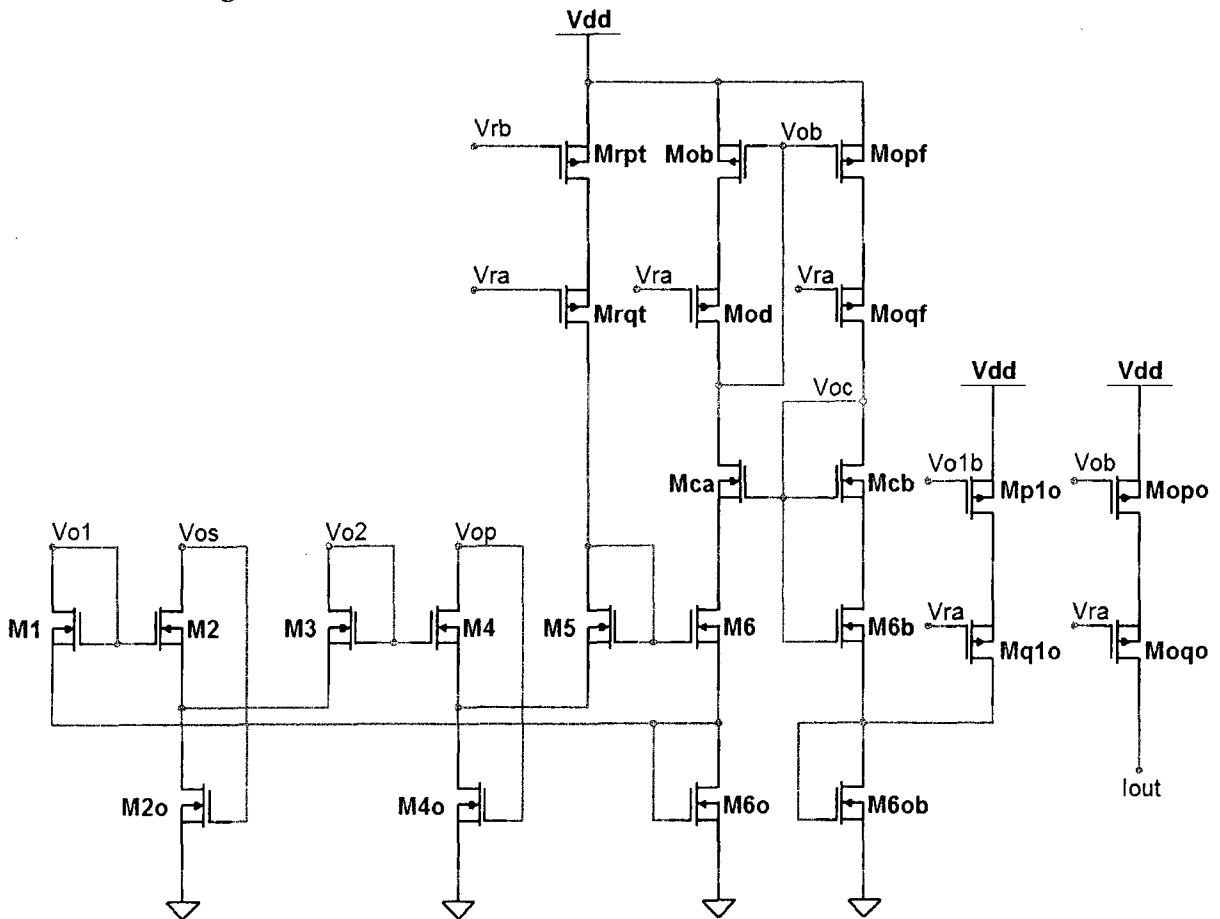 Vdd
Vrb
Mrpt
Mob
Vob
Mopf
Vra
Mrqt
Vra
Mod
Vra
Moqf
Voc
Vdd
Vdd
Mca
Mcb
Vo1b
Mp1o
Vob
Mopo
Vo1
Vos
Vo2
Vop
M1
M2
M3
M4
M5
M6
M6b
Vra
Mq1o
Vra
Moqo
M2o
M4o
M6o
M6ob
Iout